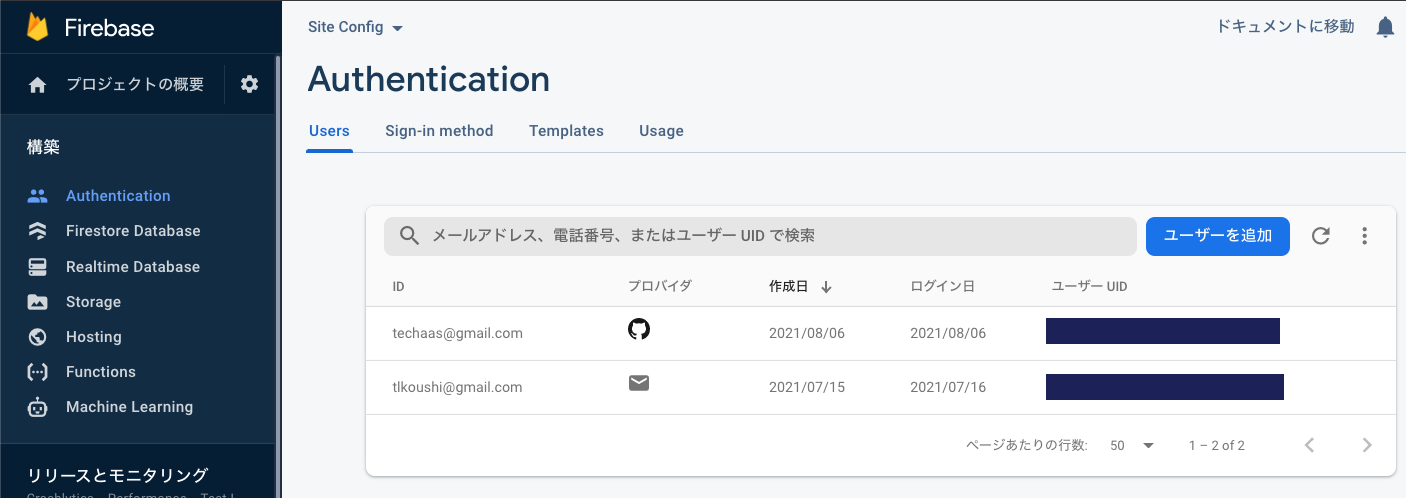 Firebase
プロジェクトの概要
構築
Authentication
Firestore Database
Realtime Database
Storage
Hosting
Functions
Machine Learning
リリースとモニタリング
Site Config
ドキュメントに移動
Authentication
Users Sign-in method Templates Usage
メールアドレス、電話番号、またはユーザー UID で検索
ユーザーを追加
ID プロバイダ 作成日 ログイン日 ユーザー UID
techaas@gmail.com 2021/08/06 2021/08/06
tlkoushi@gmail.com 2021/07/15 2021/07/16
ページあたりの行数: 50 1 – 2 of 2